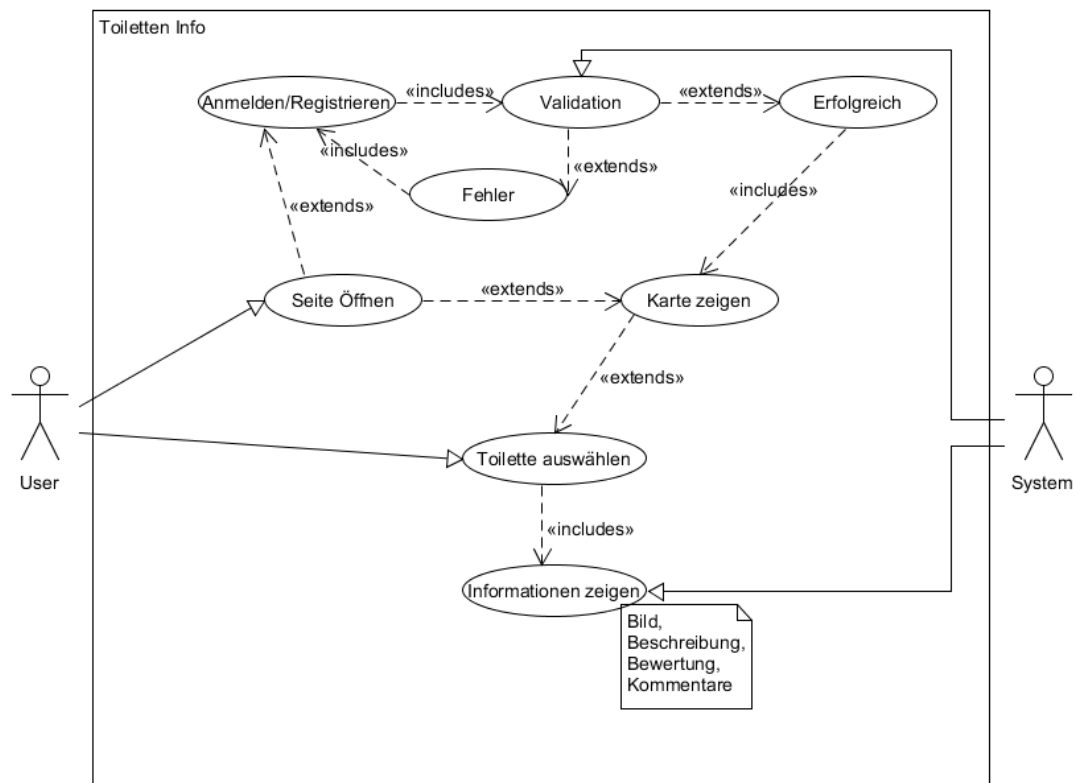 Toiletten Info
Anmelden/Registrieren
«includes»
Validation
«extends»
Erfolgreich
«includes»
«extends»
Fehler
«includes»
«extends»
Seite Öffnen
«extends»
Karte zeigen
«extends»
User
System
Toilette auswählen
«includes»
Informationen zeigen
Bild,
Beschreibung,
Bewertung,
Kommentare